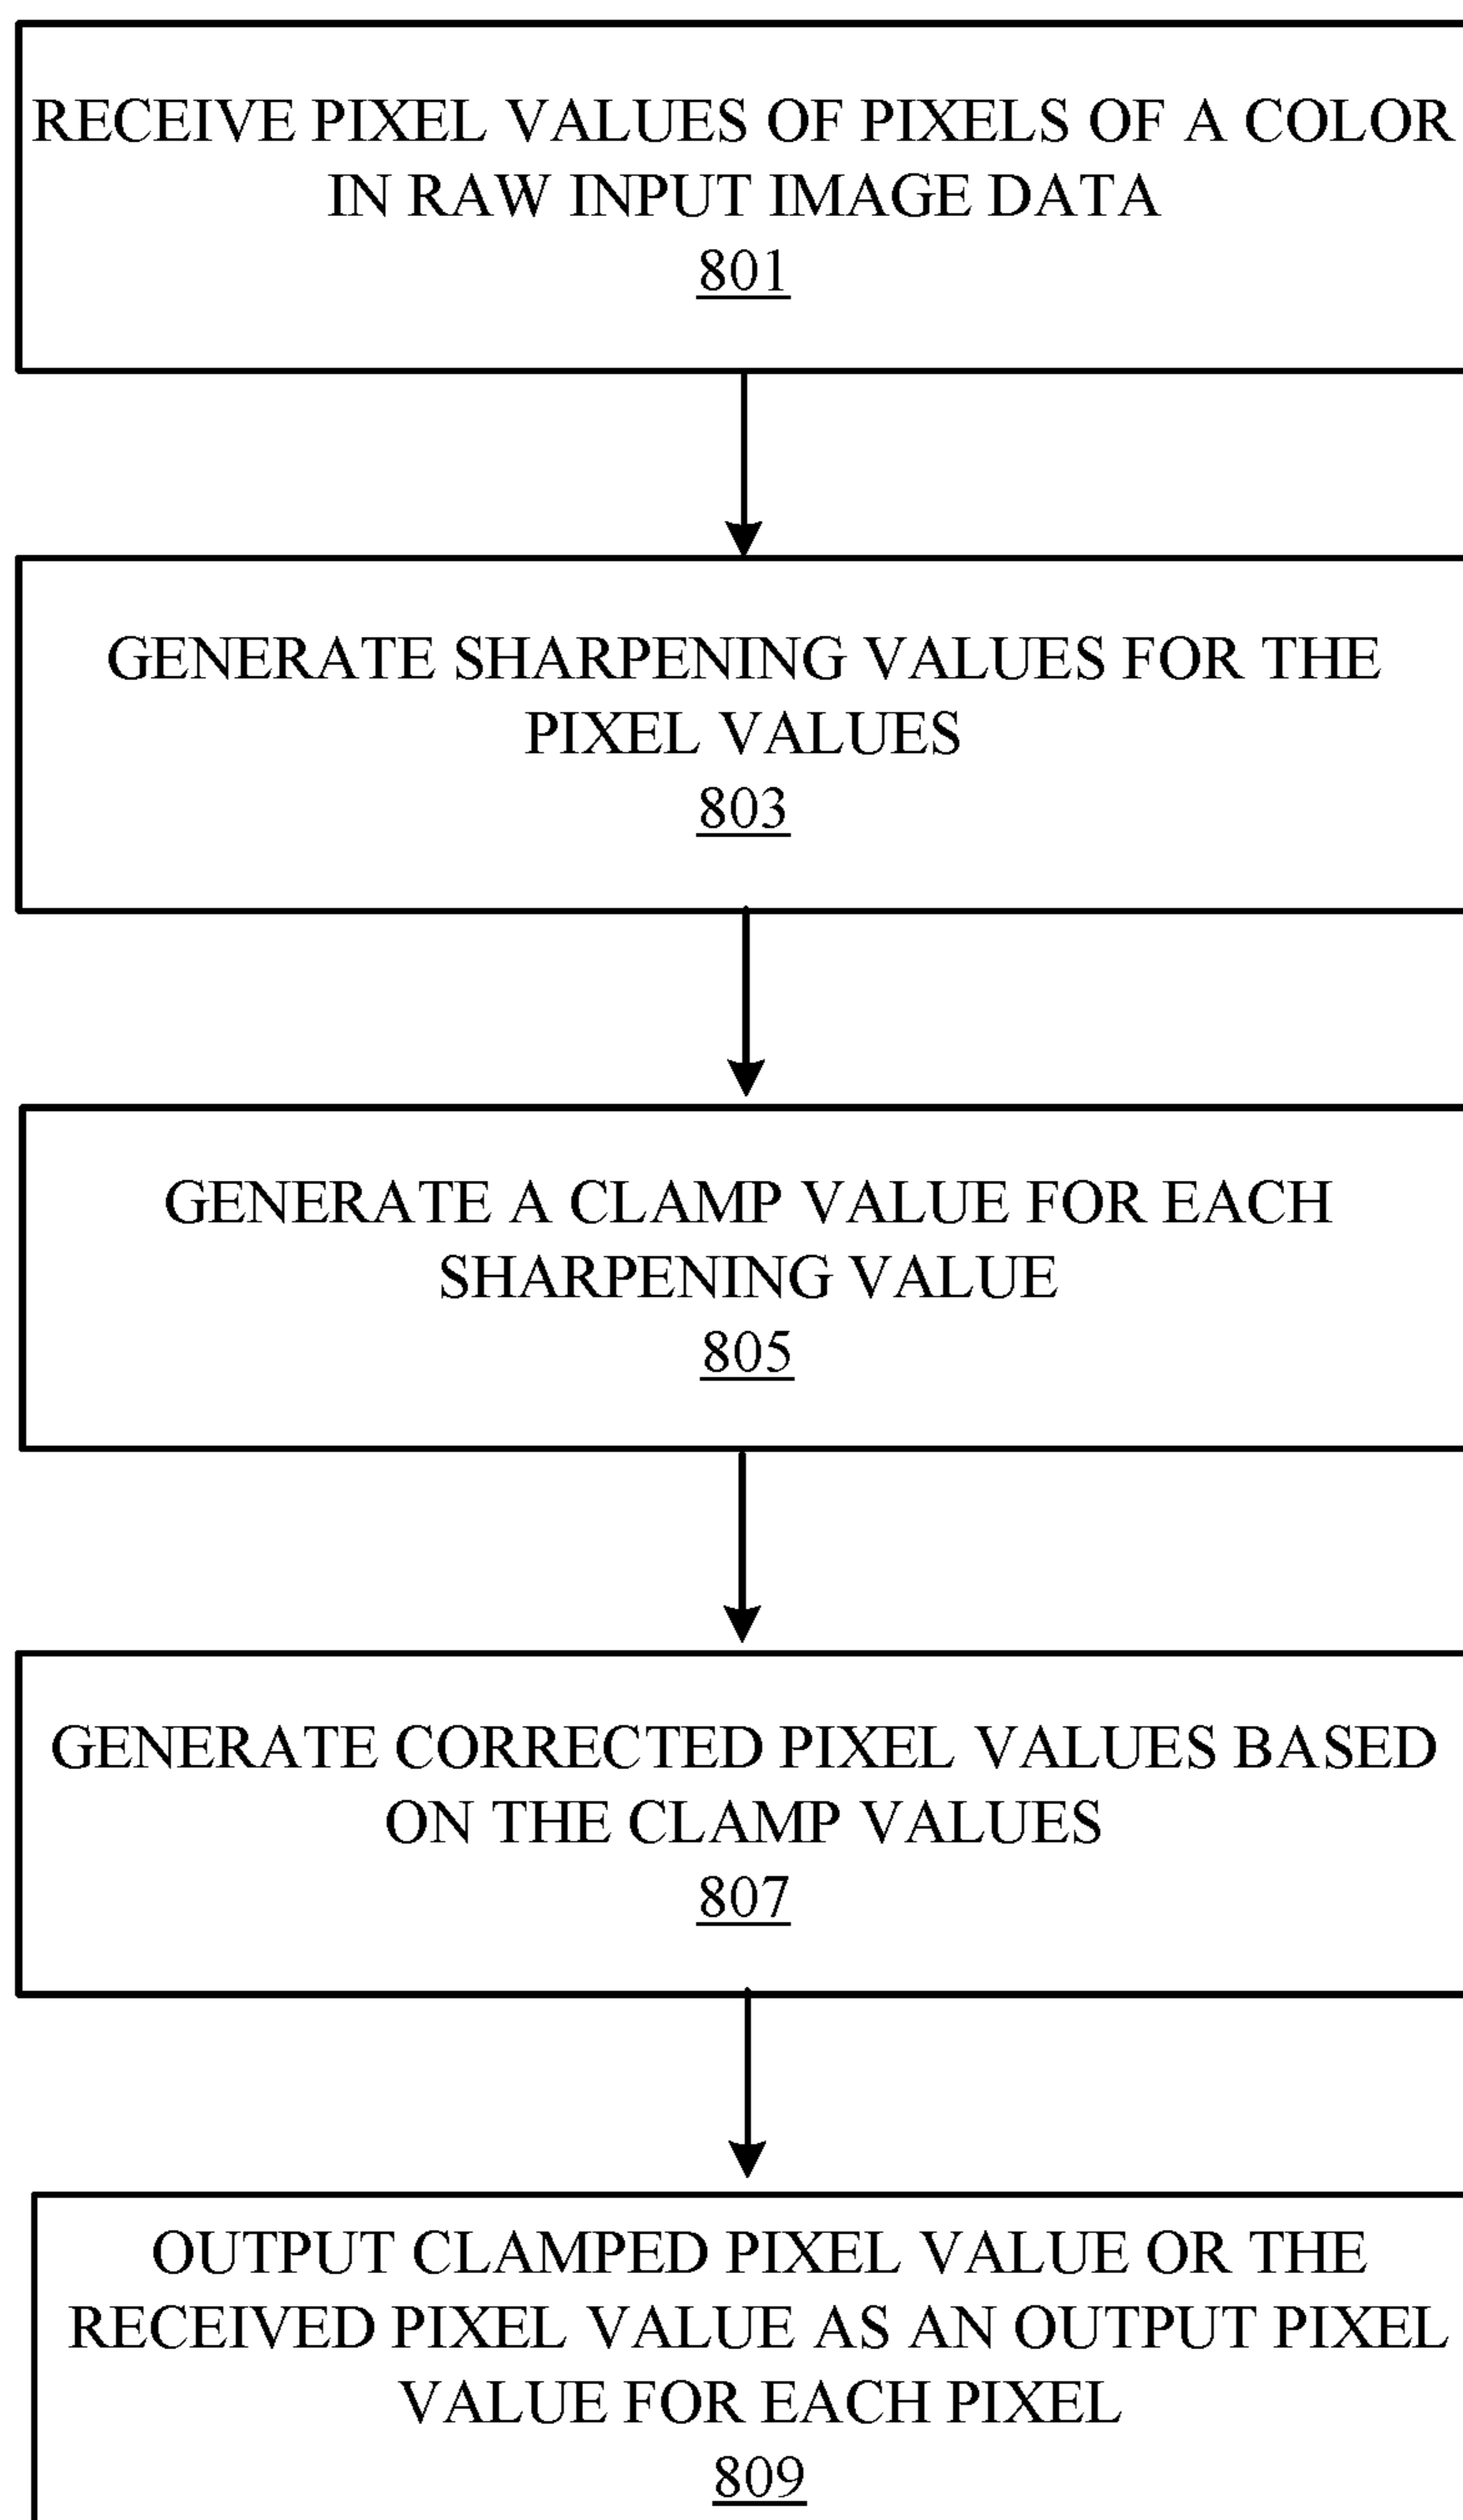 RECEIVE PIXEL VALUES OF PIXELS OF A COLOR
IN RAW INPUT IMAGE DATA
801
GENERATE SHARPENING VALUES FOR THE
PIXEL VALUES
803
GENERATE A CLAMP VALUE FOR EACH
SHARPENING VALUE
805
GENERATE CORRECTED PIXEL VALUES BASED
ON THE CLAMP VALUES
807
OUTPUT CLAMPED PIXEL VALUE OR THE
RECEIVED PIXEL VALUE AS AN OUTPUT PIXEL
VALUE FOR EACH PIXEL
809